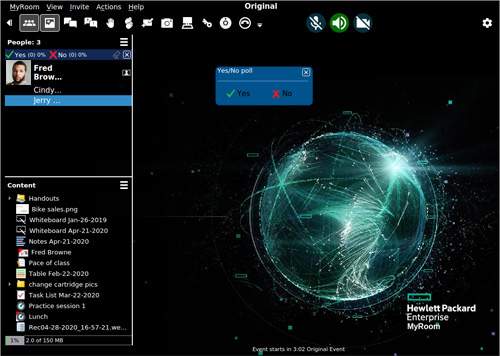 Original
MyRoom View Invite Actions Help
People: 3
Yes (0) 0% No (0) 0%
Fred
Brow...
Cindy...
Jerry ...
Yes/No poll
Yes No
Content
Handouts
Bike sales.png
Whiteboard Jan-26-2019
Whiteboard Apr-21-2020
Notes Apr-21-2020
Fred Browne
Pace of class
Table Feb-22-2020
change cartridge pics
Task List Mar-22-2020
Practice session 1
Lunch
Rec04-28-2020_16-57-21.we...
1% 2.0 of 150 MB
Hewlett Packard
Enterprise
MyRoom
Event starts in 3:02 Original Event